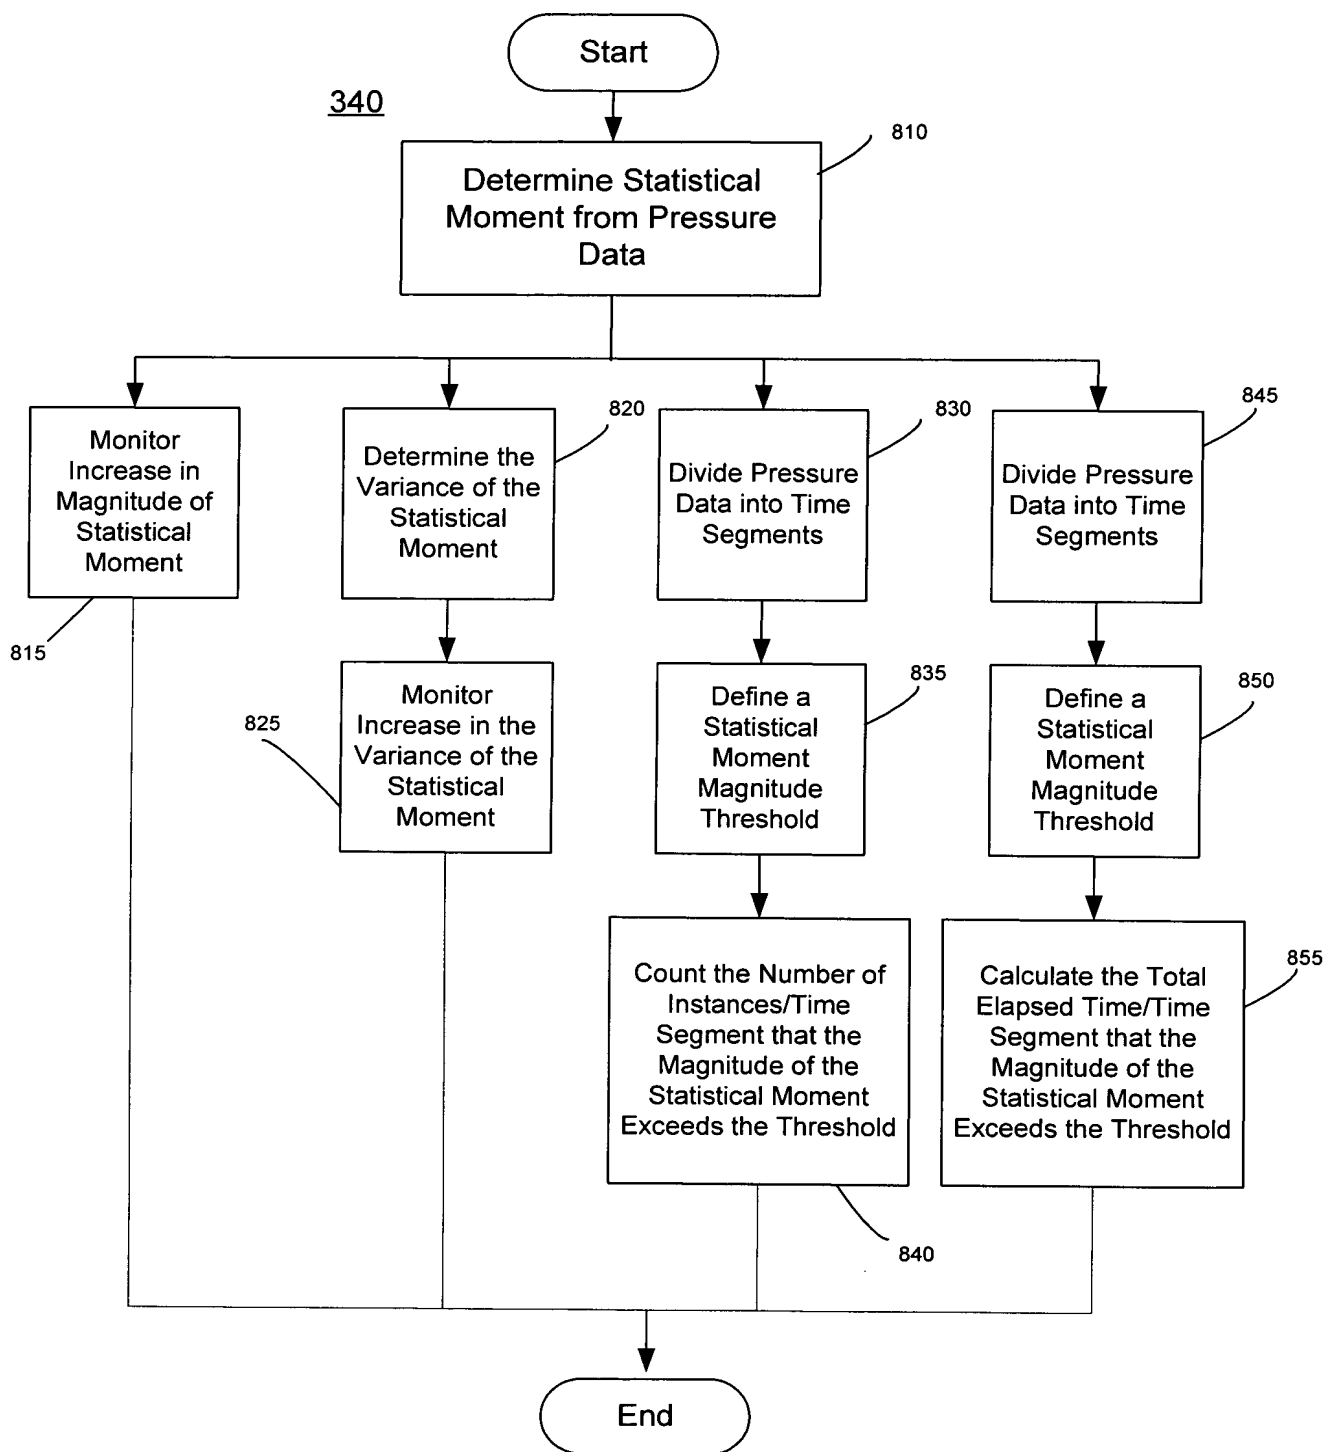 Start
340
810
Determine Statistical
Moment from Pressure
Data
Monitor
Increase in
Magnitude of
Statistical
Moment
815
820
Determine the
Variance of the
Statistical
Moment
830
Divide Pressure
Data into Time
Segments
845
Divide Pressure
Data into Time
Segments
825
Monitor
Increase in the
Variance of the
Statistical
Moment
835
Define a
Statistical
Moment
Magnitude
Threshold
850
Define a
Statistical
Moment
Magnitude
Threshold
Count the Number of
Instances/Time
Segment that the
Magnitude of the
Statistical Moment
Exceeds the Threshold
840
855
Calculate the Total
Elapsed Time/Time
Segment that the
Magnitude of the
Statistical Moment
Exceeds the Threshold
End